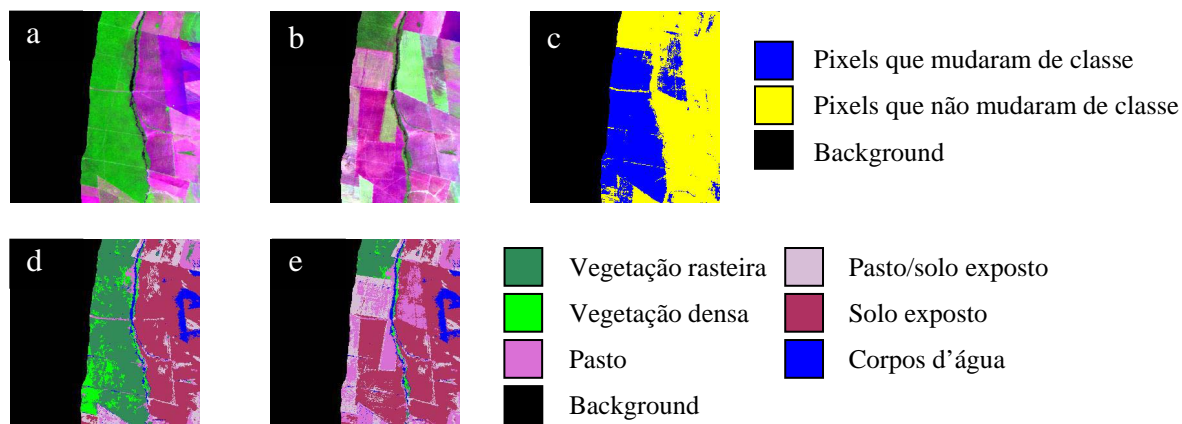 a
b
c
Pixels que mudaram de classe
Pixels que não mudaram de classe
Background
d
e
Vegetação rasteira
Vegetação densa
Pasto
Background
Pasto/solo exposto
Solo exposto
Corpos d'água